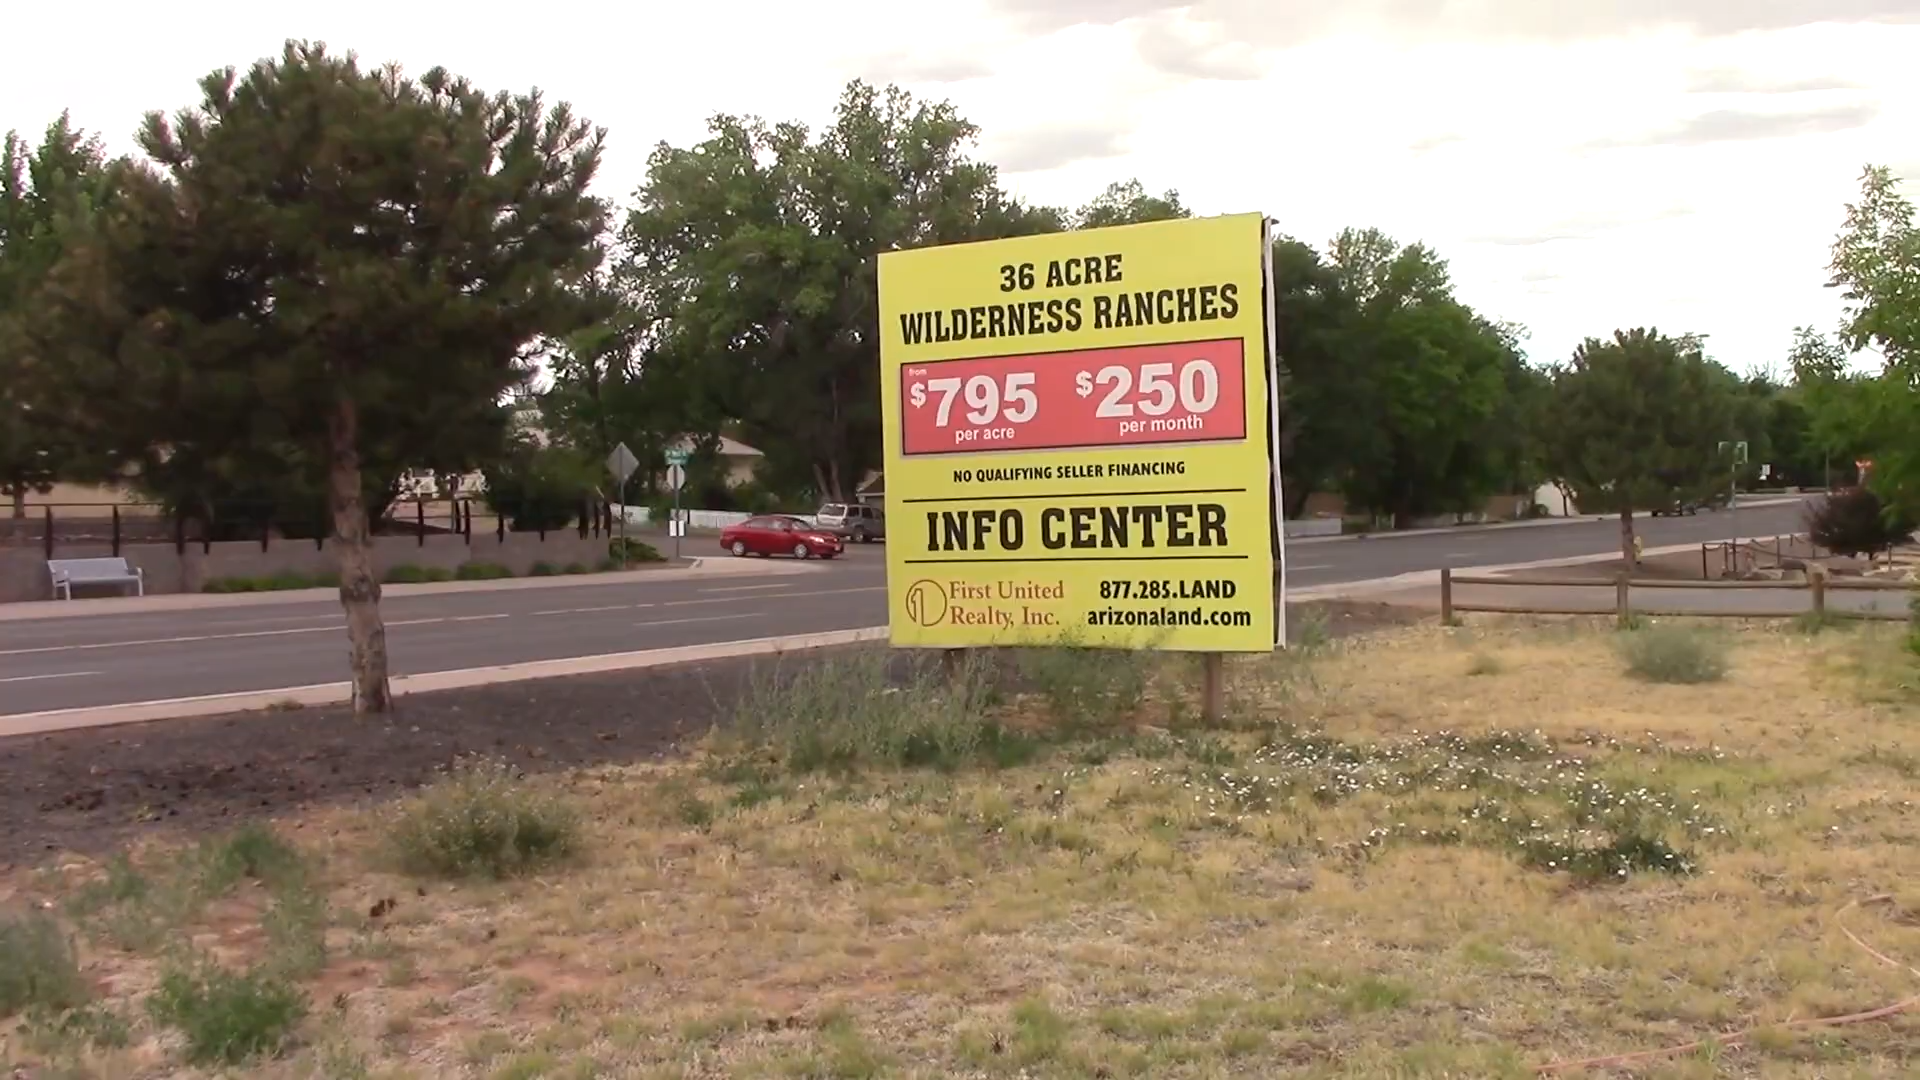 36 ACRE
WILDERNESS RANCHES
from
$795 $250
per acre per month
NO QUALIFYING SELLER FINANCING
INFO CENTER
First United 877.285.LAND
Realty, Inc. arizonaland.com